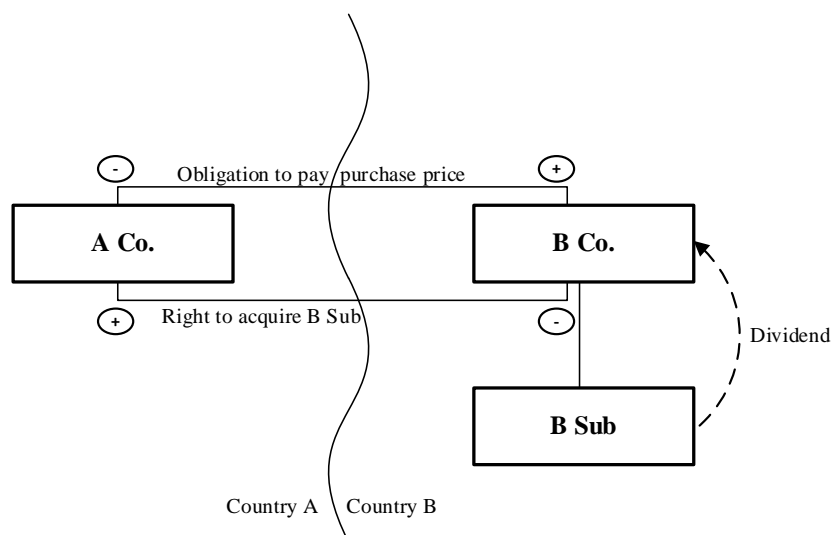 -
+
Obligation to pay purchase price
A Co.
B Co.
+
-
Right to acquire B Sub
Dividend
B Sub
Country A
Country B